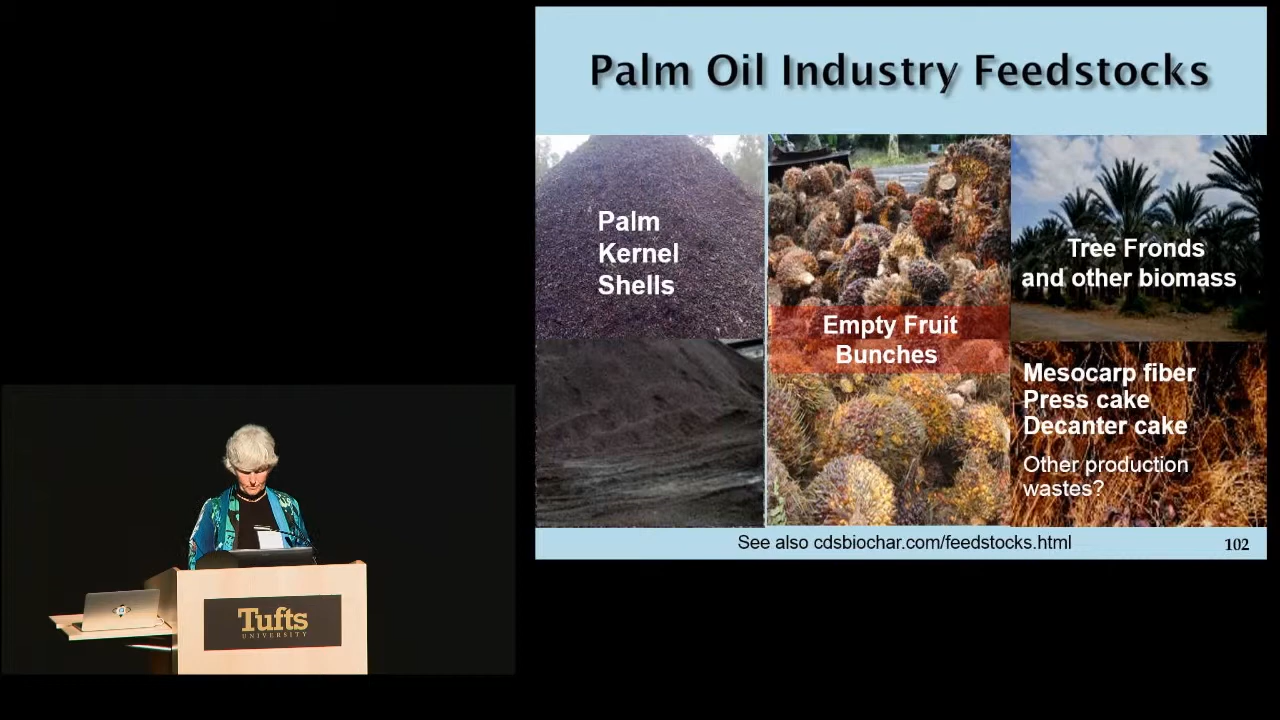 Palm Oil Industry Feedstocks
Palm
Kernel
Shells
Empty Fruit
Bunches
Tree Fronds
and other biomass
Mesocarp fiber
Press cake
Decanter cake
Other production
wastes?
See also cdsbiochar.com/feedstocks.html
102
Tufts
UNIVERSITY